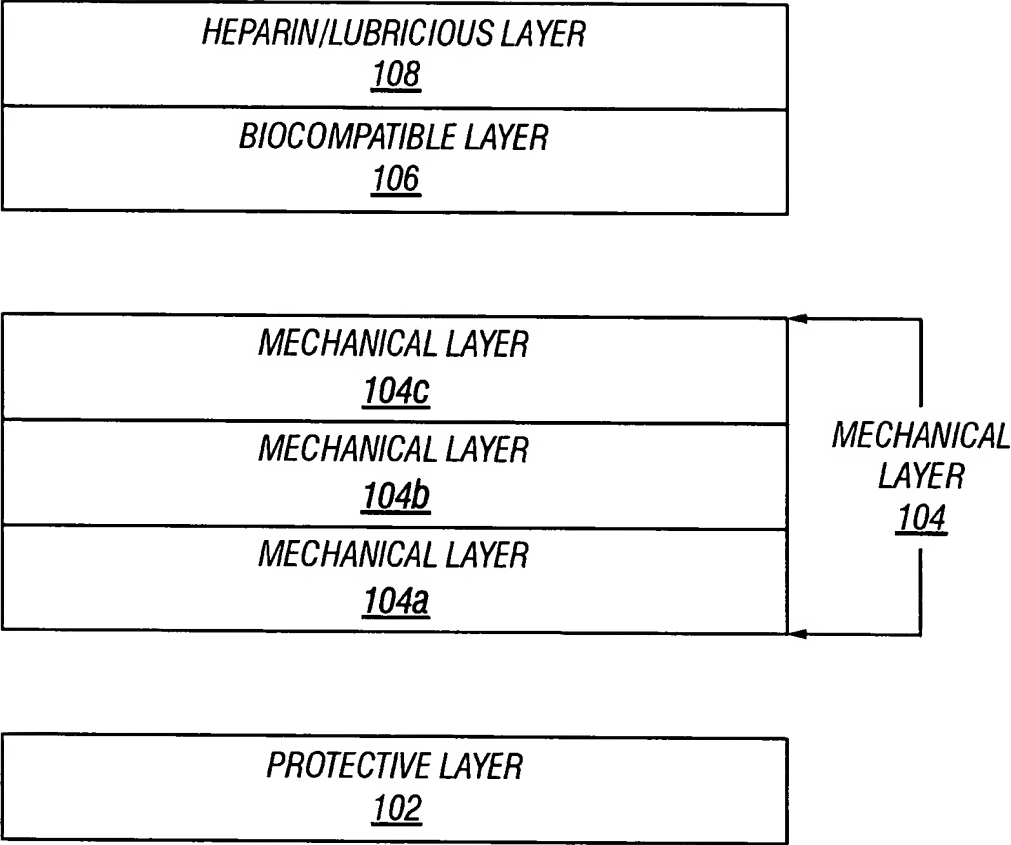 HEPARIN/LUBRICIOUS LAYER
108
BIOCOMPATIBLE LAYER
106
MECHANICAL LAYER
104c
MECHANICAL LAYER
104b
MECHANICAL LAYER
104a
MECHANICAL
LAYER
104
PROTECTIVE LAYER
102